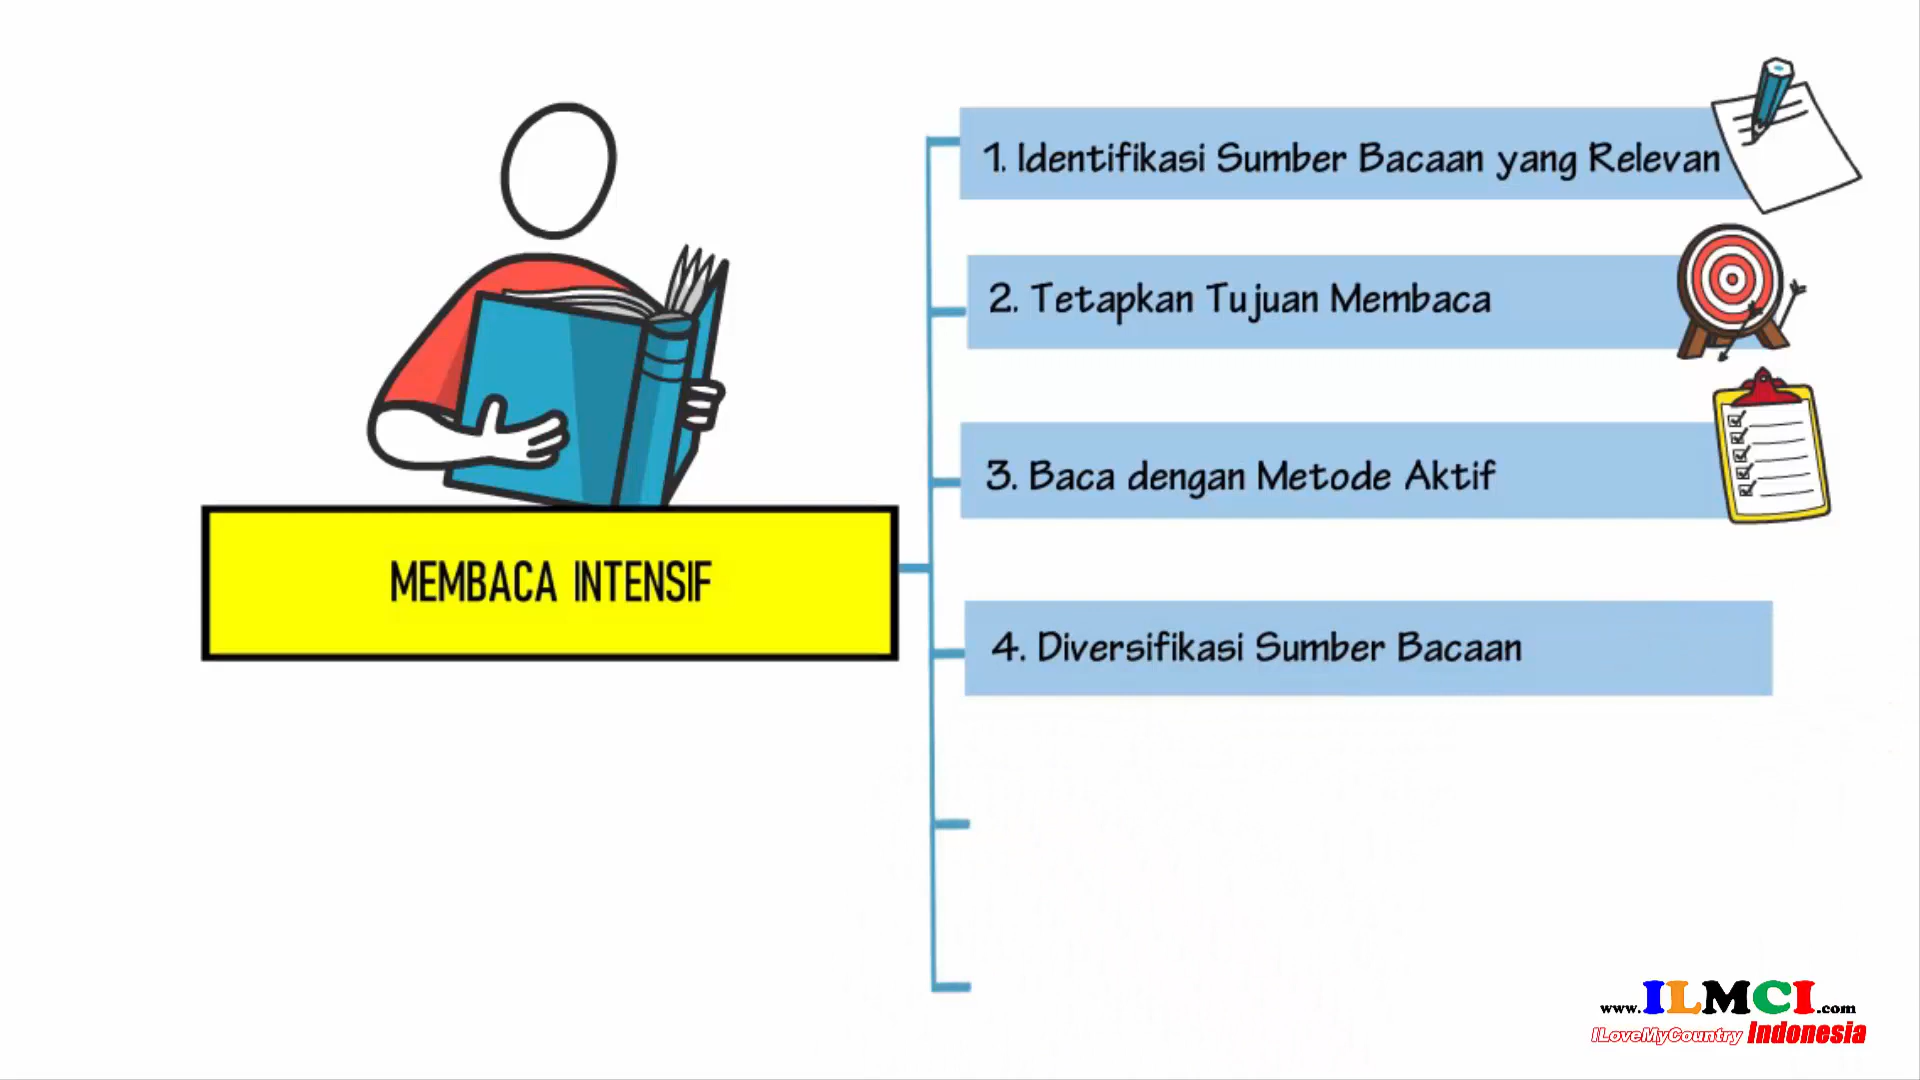 1. Identifikasi Sumber Bacaan yang Relevan
2. Tetapkan Tujuan Membaca
3. Baca dengan Metode Aktif
MEMBACA INTENSIF
4. Diversifikasi Sumber Bacaan
www.ILMCI.com
ILoveMyCountry Indonesia